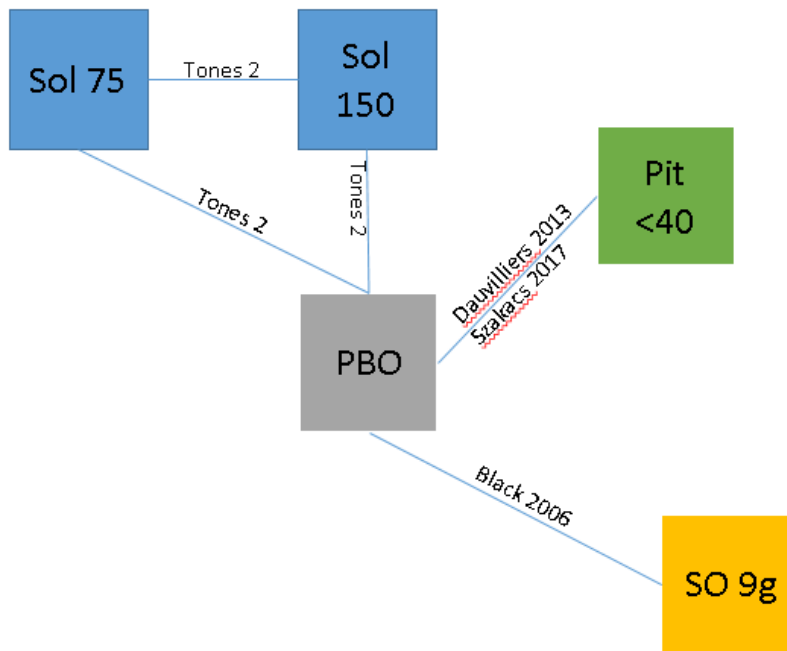 Sol 75
Tones 2
Sol
150
Pit
<40
Tones 2
Tones 2
Dauvilliers 2013
Szakacs 2017
PBO
Black 2006
SO 9g